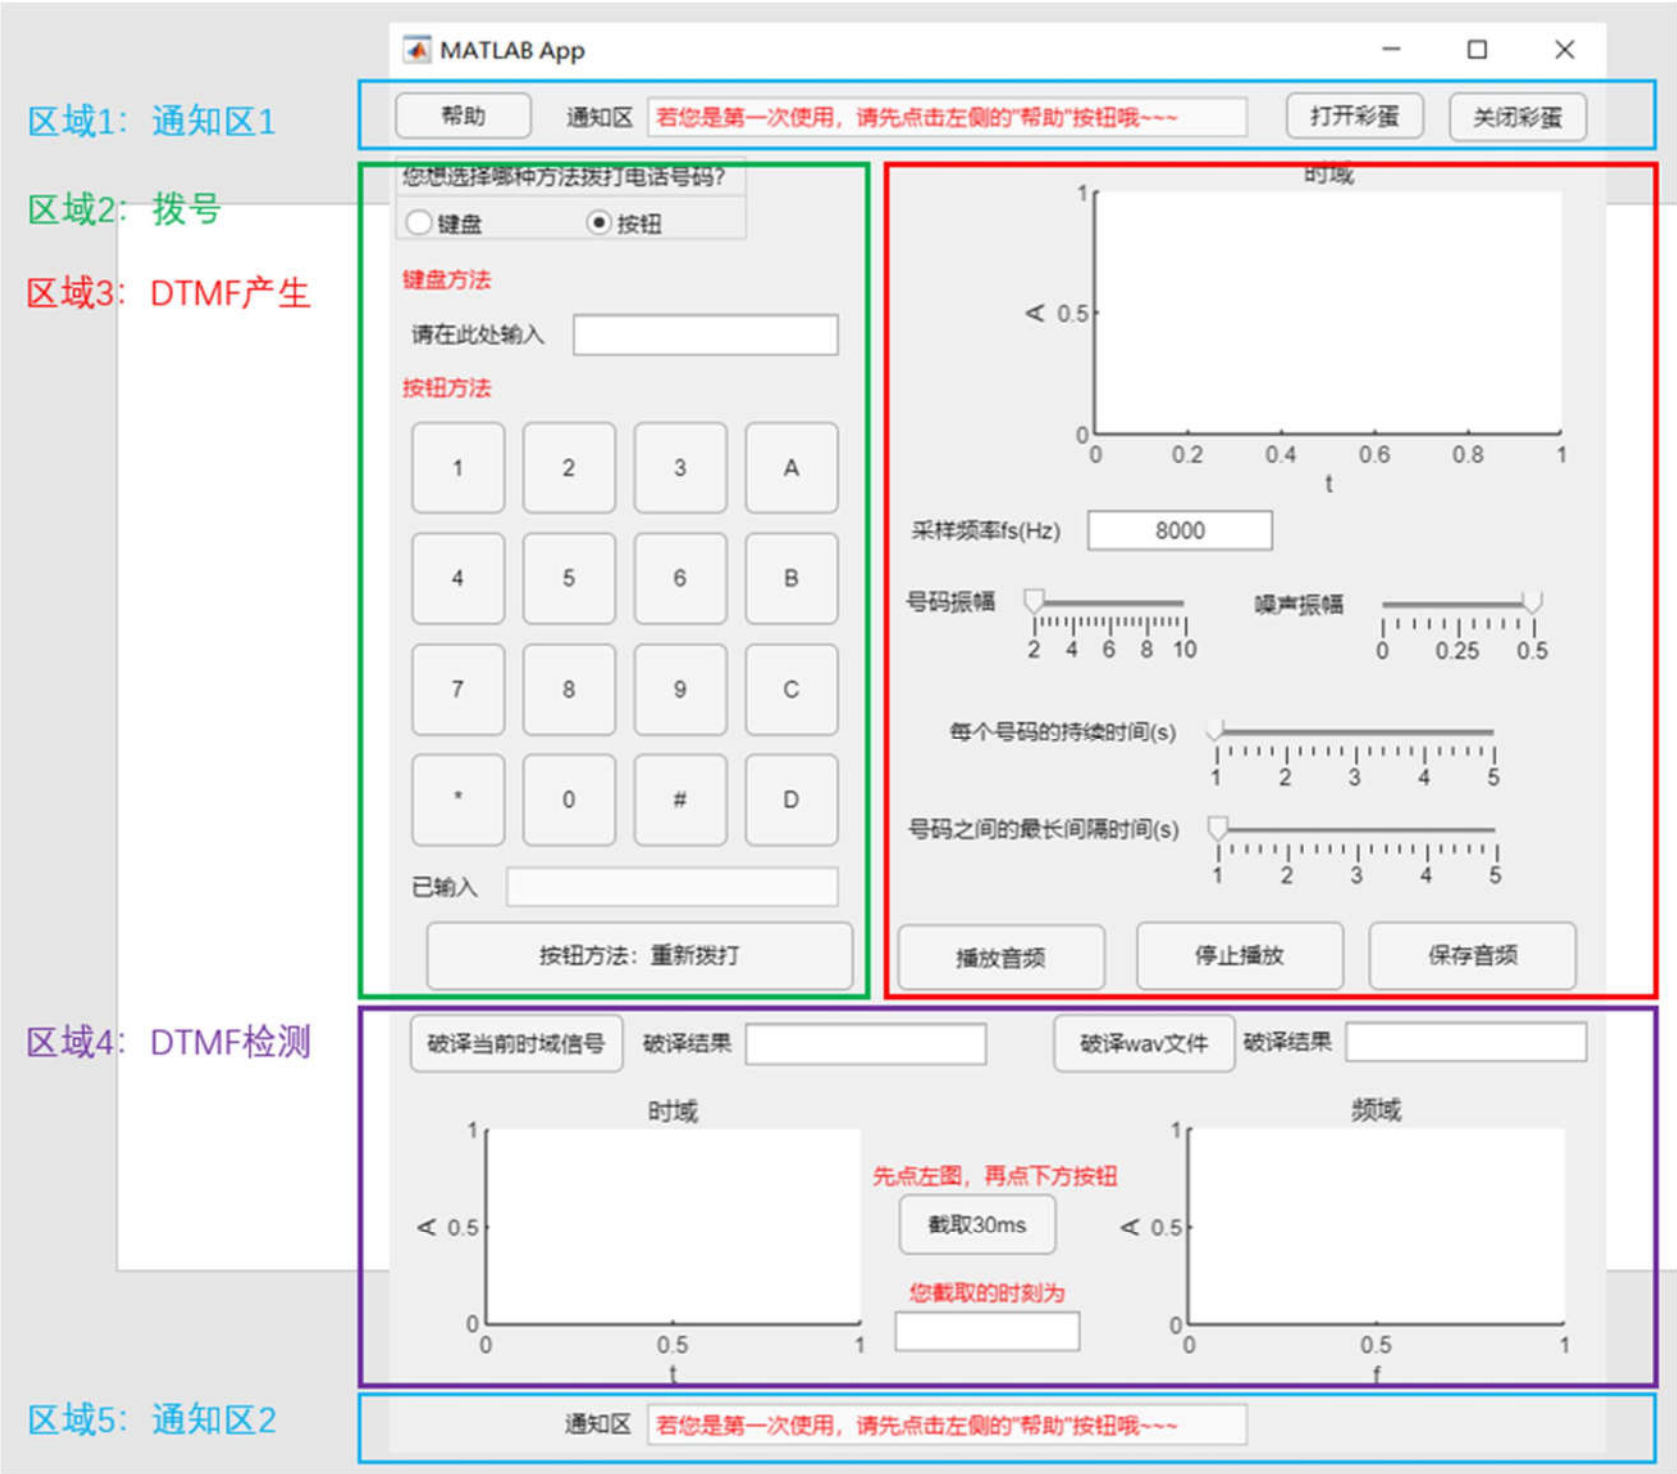 MATLAB App
区域1：通知区1
帮助 通知区 若您是第一次使用，请先点击左侧的"帮助"按钮哦~~~ 打开彩蛋 关闭彩蛋
区域2：拨号
您想选择哪种方法拨打电话号码？
键盘 按钮
区域3：DTMF产生
键盘方法
请在此处输入
按钮方法
1 2 3 A
4 5 6 B
7 8 9 C
* 0 # D
已输入
按钮方法：重新拨打
时域
1
A 0.5
0
0 0.2 0.4 0.6 0.8 1
t
采样频率fs(Hz) 8000
号码振幅 2 4 6 8 10
噪声振幅 0 0.25 0.5
每个号码的持续时间(s)
1 2 3 4 5
号码之间的最长间隔时间(s)
1 2 3 4 5
播放音频 停止播放 保存音频
区域4：DTMF检测
破译当前时域信号 破译结果 破译wav文件 破译结果
时域
1
A 0.5
0
0 0.5 1
t
先点左图，再点下方按钮
截取30ms
您截取的时刻为
频域
1
A 0.5
0
0 0.5 1
f
区域5：通知区2
通知区 若您是第一次使用，请先点击左侧的"帮助"按钮哦~~~